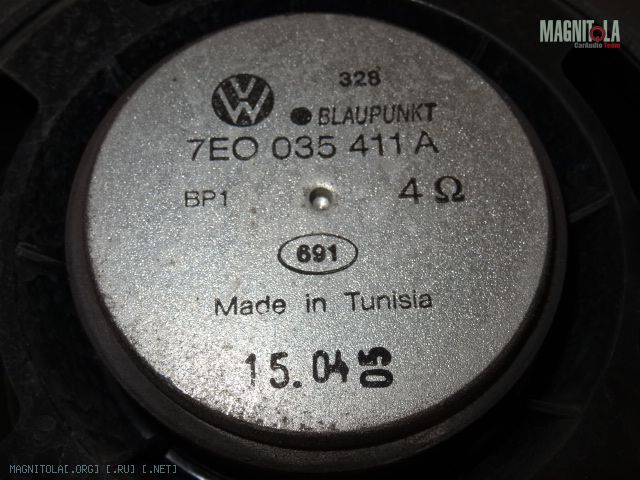 MAGNITOLA
CarAudio Team
328
BLAUPUNKT
7E0 035 411 A
BP1
4 Ω
691
Made in Tunisia
15.04 05
MAGNITOLA[.ORG] [.RU] [.NET]